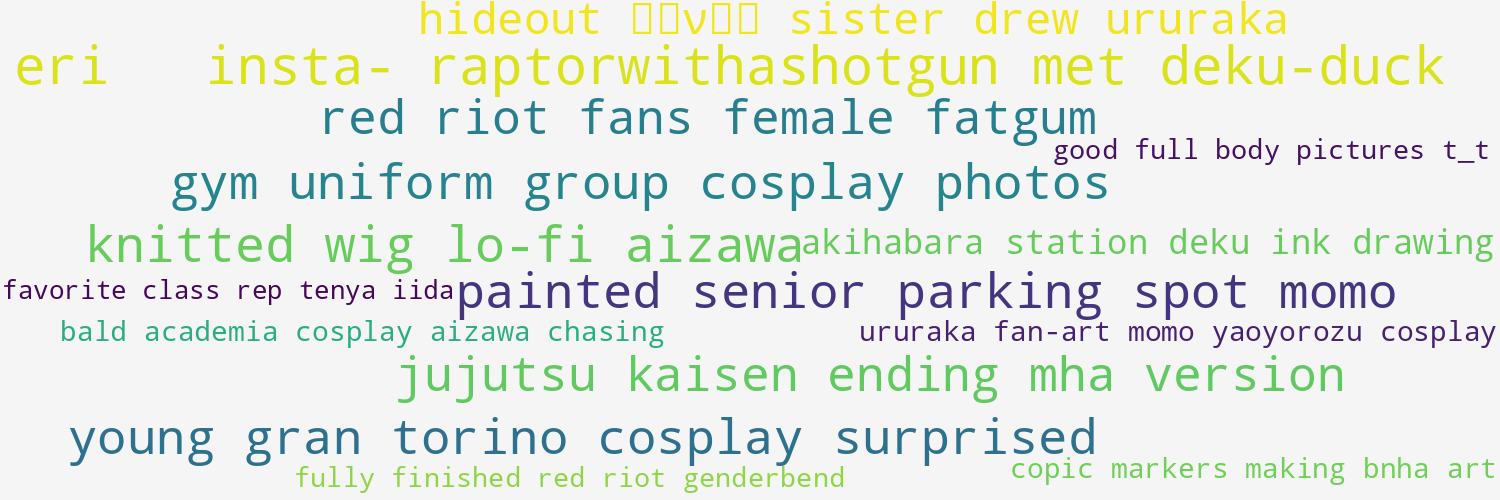 hideout ▯▯ν▯▯ sister drew ururaka
eri insta- raptorwithashotgun met deku-duck
red riot fans female fatgum
good full body pictures t_t
gym uniform group cosplay photos
knitted wig lo-fi aizawa
akihabara station deku ink drawing
favorite class rep tenya iida
painted senior parking spot momo
bald academia cosplay aizawa chasing
ururaka fan-art momo yaoyorozu cosplay
jujutsu kaisen ending mha version
young gran torino cosplay surprised
fully finished red riot genderbend
copic markers making bnha art